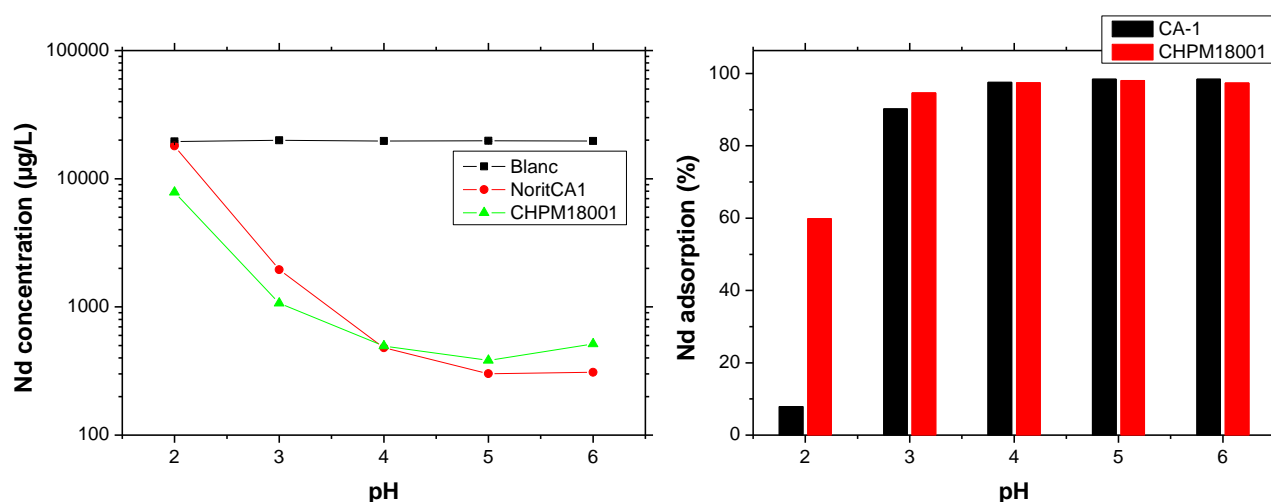 100000
10000
1000
100
Nd concentration (µg/L)
2 3 4 5 6
pH
Blanc
NoritCA1
CHPM18001
CA-1
CHPM18001
100
80
60
40
20
0
Nd adsorption (%)
2 3 4 5 6
pH